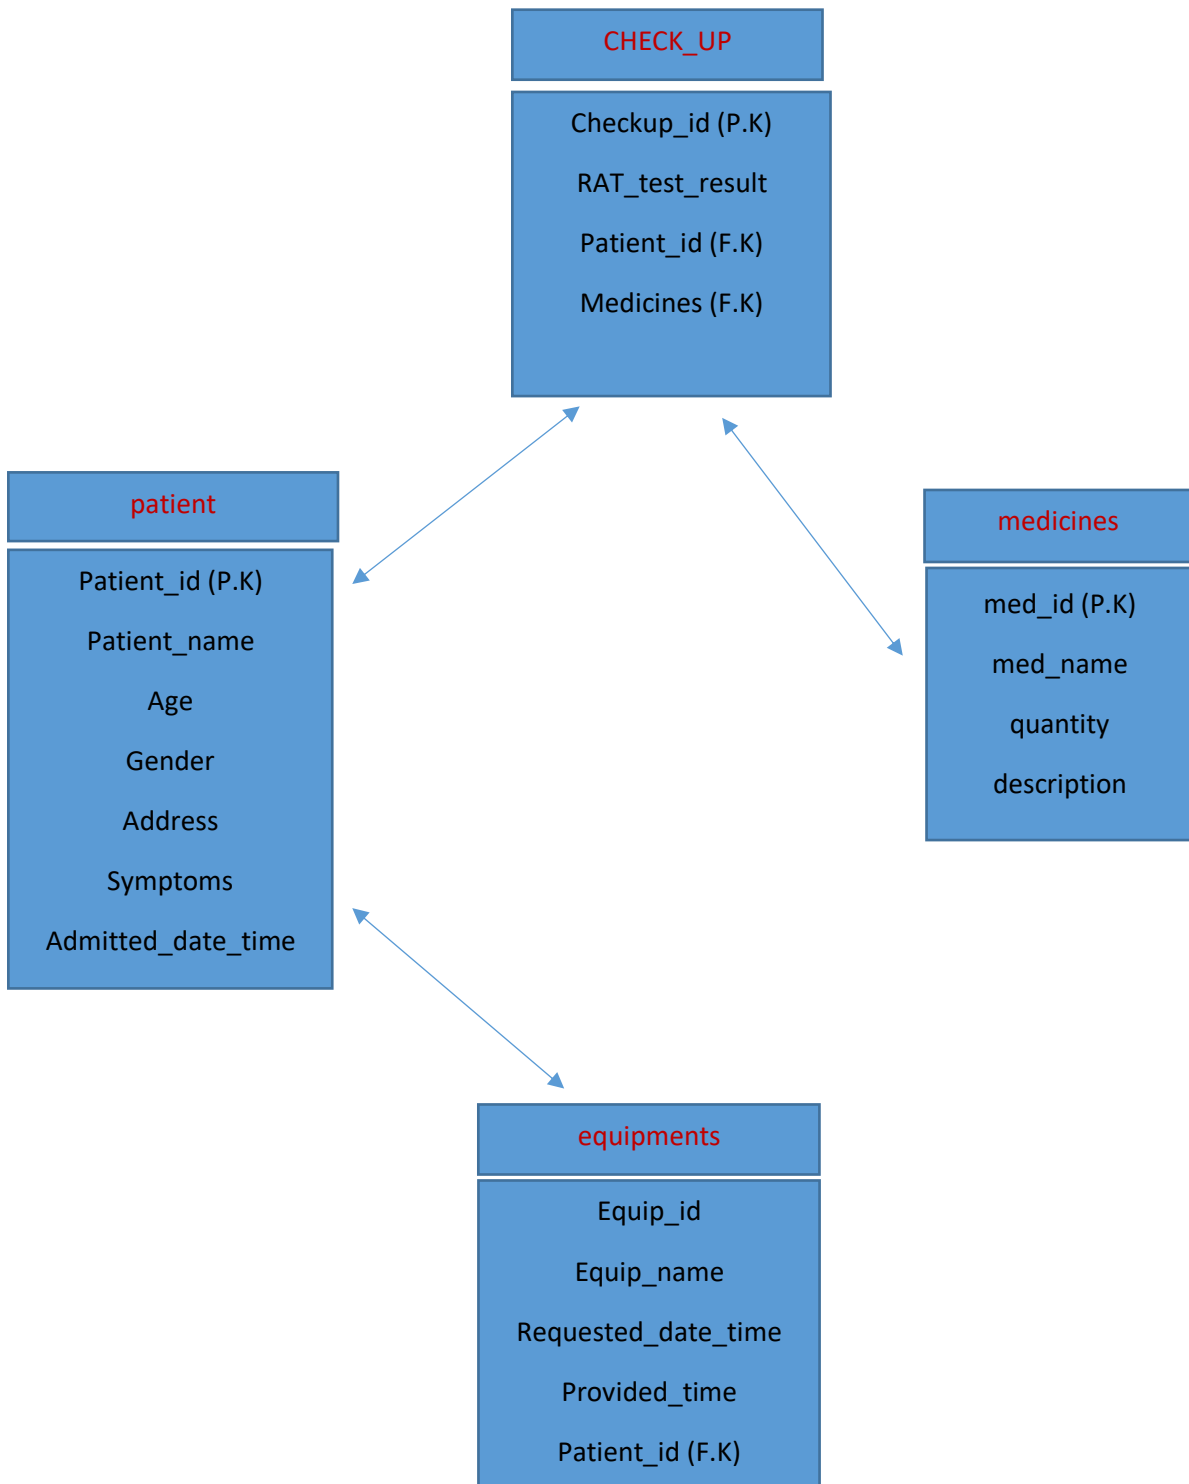 CHECK_UP
Checkup_id (P.K)
RAT_test_result
Patient_id (F.K)
Medicines (F.K)
patient
Patient_id (P.K)
Patient_name
Age
Gender
Address
Symptoms
Admitted_date_time
medicines
med_id (P.K)
med_name
quantity
description
equipments
Equip_id
Equip_name
Requested_date_time
Provided_time
Patient_id (F.K)